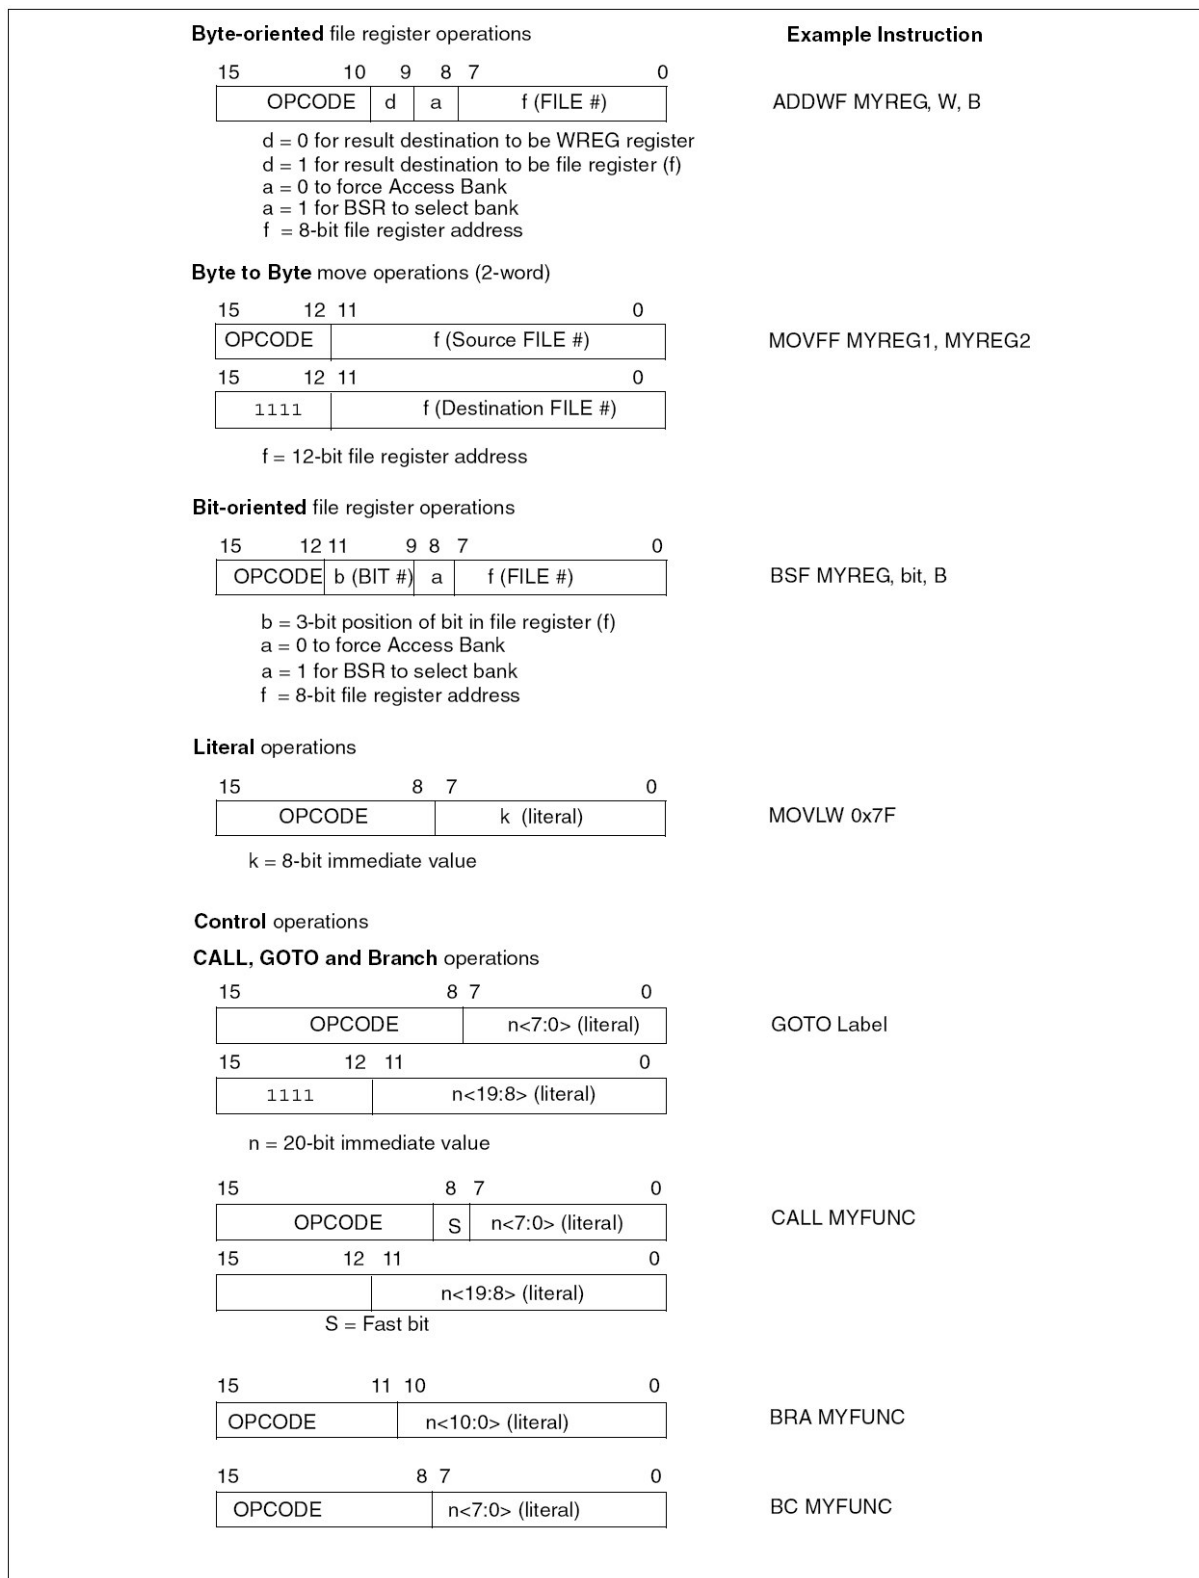 Byte-oriented file register operations Example Instruction
15 10 9 8 7 0
OPCODE d a f (FILE #) ADDWF MYREG, W, B
d = 0 for result destination to be WREG register
d = 1 for result destination to be file register (f)
a = 0 to force Access Bank
a = 1 for BSR to select bank
f = 8-bit file register address
Byte to Byte move operations (2-word)
15 12 11 0
OPCODE f (Source FILE #) MOVFF MYREG1, MYREG2
15 12 11 0
1111 f (Destination FILE #)
f = 12-bit file register address
Bit-oriented file register operations
15 12 11 9 8 7 0
OPCODE b (BIT #) a f (FILE #) BSF MYREG, bit, B
b = 3-bit position of bit in file register (f)
a = 0 to force Access Bank
a = 1 for BSR to select bank
f = 8-bit file register address
Literal operations
15 8 7 0
OPCODE k (literal) MOVLW 0x7F
k = 8-bit immediate value
Control operations
CALL, GOTO and Branch operations
15 8 7 0
OPCODE n<7:0> (literal) GOTO Label
15 12 11 0
1111 n<19:8> (literal)
n = 20-bit immediate value
15 8 7 0
OPCODE S n<7:0> (literal) CALL MYFUNC
15 12 11 0
n<19:8> (literal)
S = Fast bit
15 11 10 0
OPCODE n<10:0> (literal) BRA MYFUNC
15 8 7 0
OPCODE n<7:0> (literal) BC MYFUNC